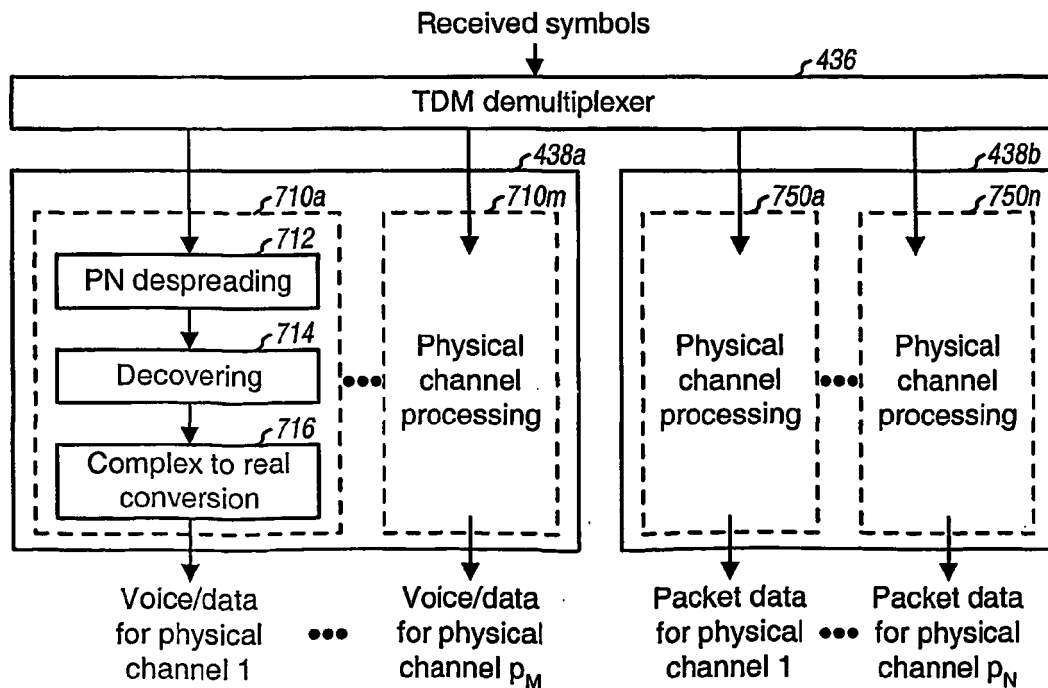 Received symbols
436
TDM demultiplexer
438a
438b
710a
710m
750a
750n
712
PN despreading
714
Decovering
716
Complex to real
conversion
Physical
channel
processing
Physical
channel
processing
Physical
channel
processing
Voice/data
for physical
channel 1
Voice/data
for physical
channel pM
Packet data
for physical
channel 1
Packet data
for physical
channel pN